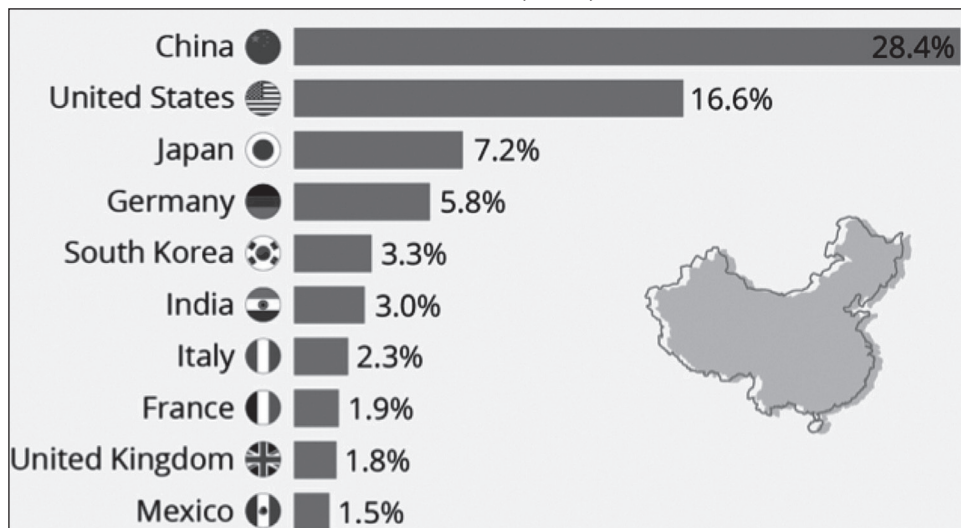 China 28.4%
United States 16.6%
Japan 7.2%
Germany 5.8%
South Korea 3.3%
India 3.0%
Italy 2.3%
France 1.9%
United Kingdom 1.8%
Mexico 1.5%